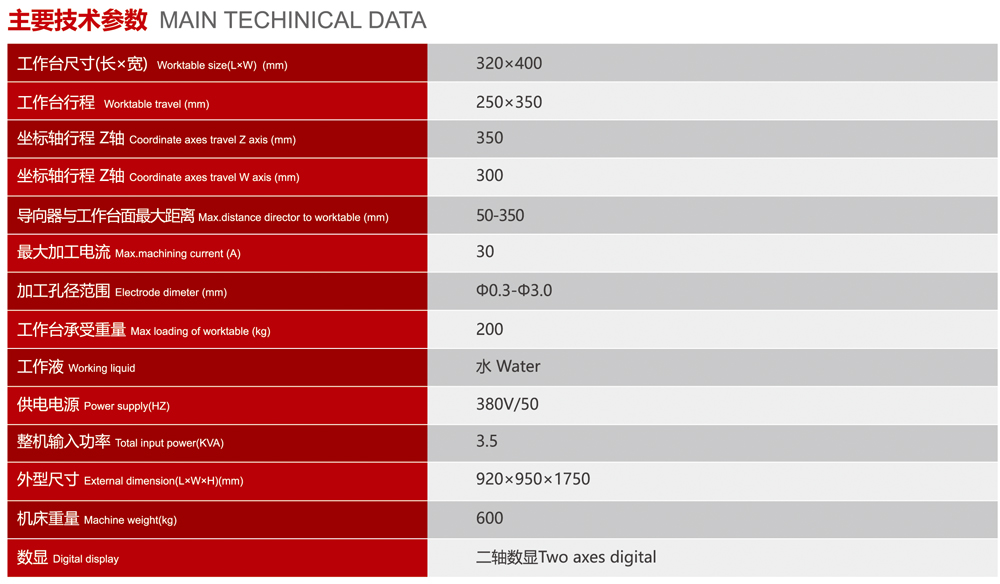 主要技术参数 MAIN TECHINICAL DATA
工作台尺寸(长×宽) Worktable size(L×W) (mm) 320×400
工作台行程 Worktable travel (mm) 250×350
坐标轴行程 Z轴 Coordinate axes travel Z axis (mm) 350
坐标轴行程 Z轴 Coordinate axes travel W axis (mm) 300
导向器与工作台面最大距离 Max.distance director to worktable (mm) 50-350
最大加工电流 Max.machining current (A) 30
加工孔径范围 Electrode dimeter (mm) Φ0.3-Φ3.0
工作台承受重量 Max loading of worktable (kg) 200
工作液 Working liquid 水 Water
供电电源 Power supply(HZ) 380V/50
整机输入功率 Total input power(KVA) 3.5
外型尺寸 External dimension(L×W×H)(mm) 920×950×1750
机床重量 Machine weight(kg) 600
数显 Digital display 二轴数显Two axes digital